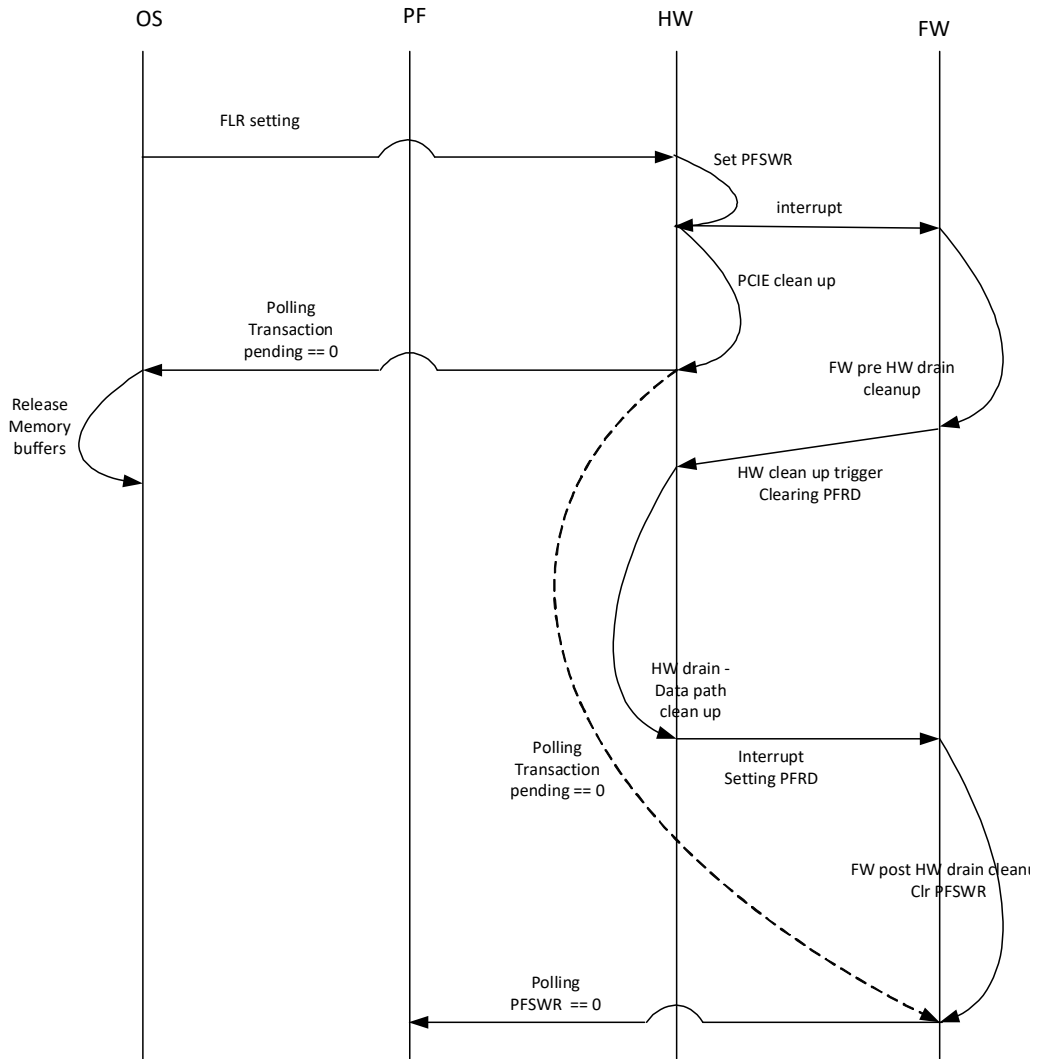 OS
PF
HW
FW
FLR setting
Set PFSWR
interrupt
PCIE clean up
Polling
Transaction
pending == 0
FW pre HW drain
cleanup
Release
Memory
buffers
HW clean up trigger
Clearing PFRD
HW drain -
Data path
clean up
Polling
Transaction
pending == 0
Interrupt
Setting PFRD
FW post HW drain
Clr PFSWR
Polling
PFSWR == 0